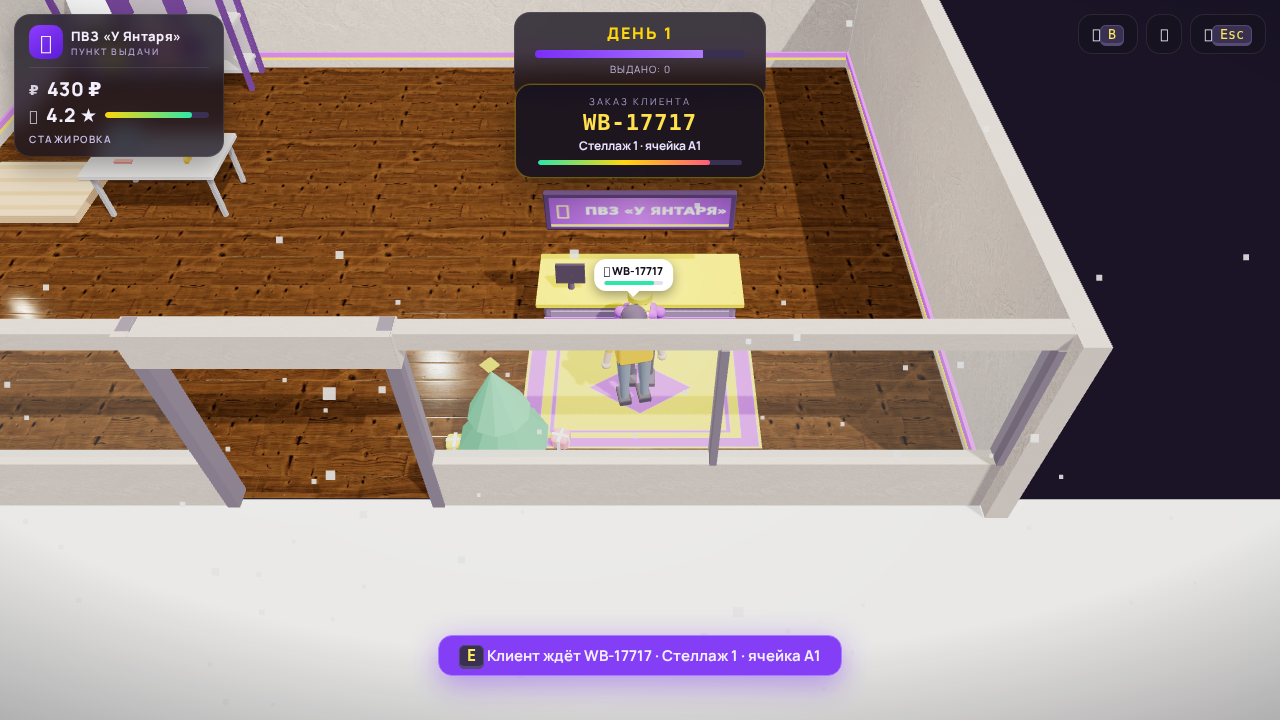 ПВЗ «У Янтаря»
ПУНКТ ВЫДАЧИ
₽ 430 ₽
4.2 ★
СТАЖИРОВКА
ДЕНЬ 1
ВЫДАНО: 0
ЗАКАЗ КЛИЕНТА
WB-17717
Стеллаж 1 · ячейка A1
B
Esc
ПВЗ «У ЯНТАРЯ»
WB-17717
E Клиент ждёт WB-17717 · Стеллаж 1 · ячейка A1